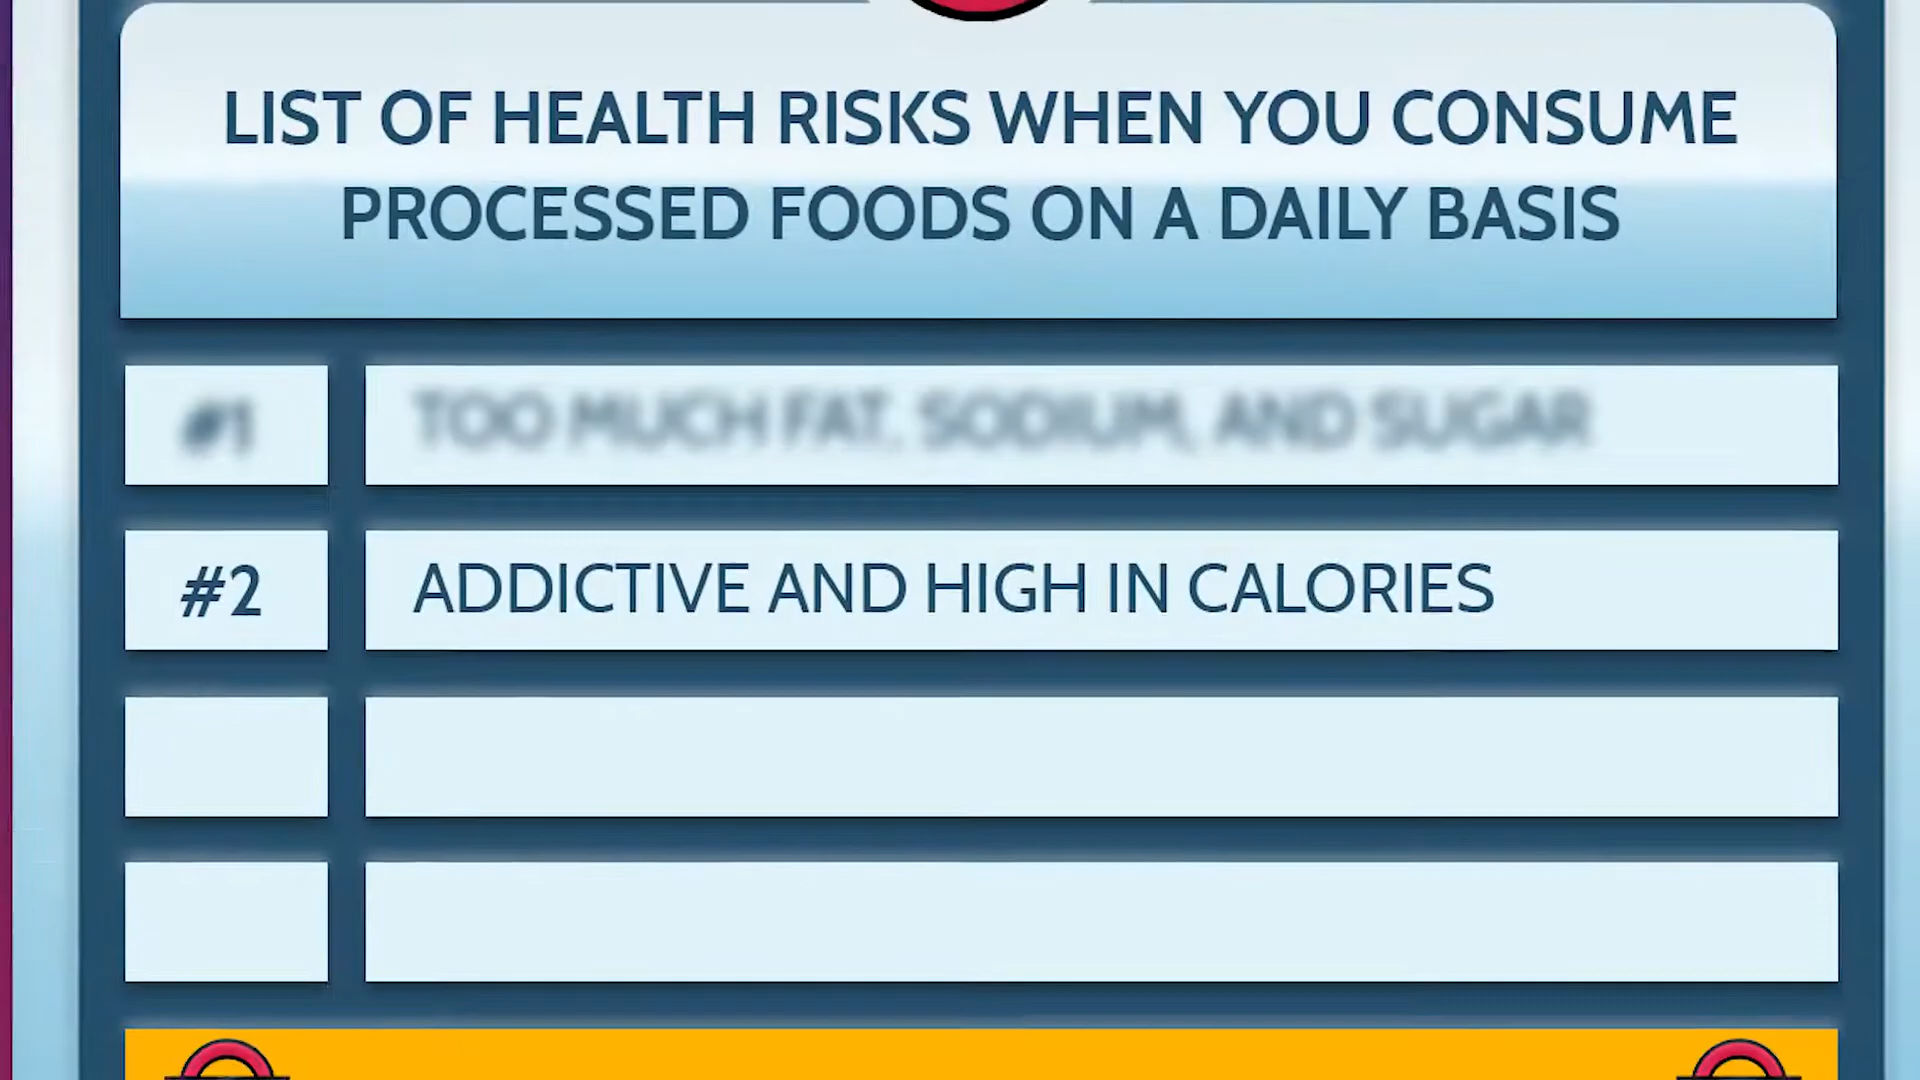 LIST OF HEALTH RISKS WHEN YOU CONSUME
PROCESSED FOODS ON A DAILY BASIS
#1 TOO MUCH FAT, SODIUM, AND SUGAR
#2 ADDICTIVE AND HIGH IN CALORIES